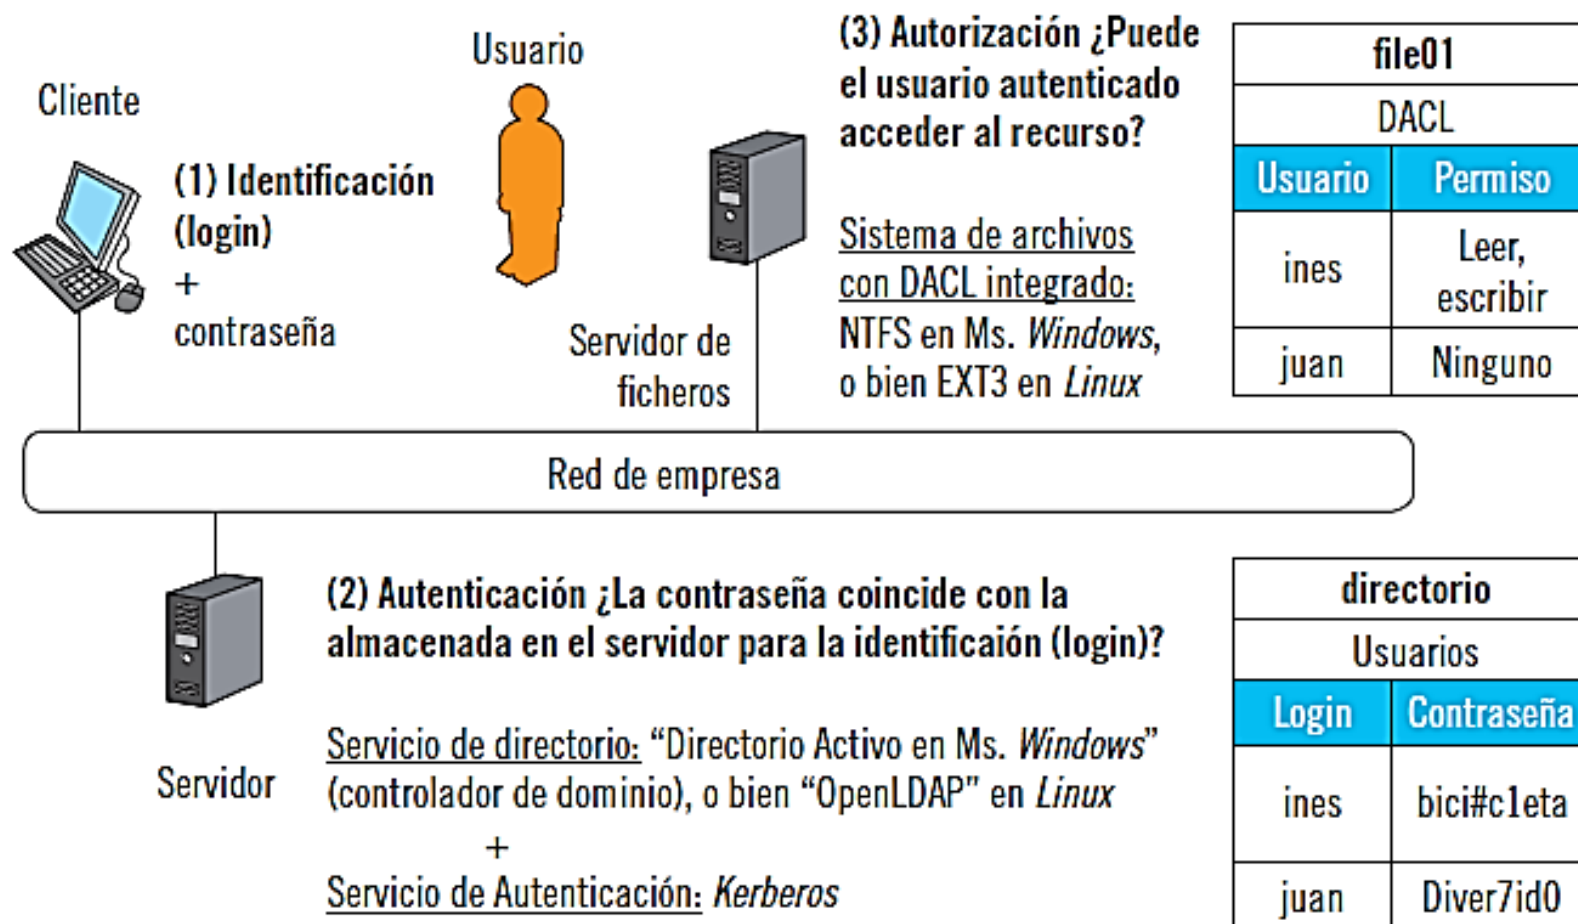 Cliente
(1) Identificación
(login)
+
contraseña
Usuario
Servidor de
ficheros
(3) Autorización ¿Puede
el usuario autenticado
acceder al recurso?
Sistema de archivos
con DACL integrado:
NTFS en Ms. Windows,
o bien EXT3 en Linux
file01
DACL
Usuario Permiso
ines Leer,
escribir
juan Ninguno
Red de empresa
Servidor
(2) Autenticación ¿La contraseña coincide con la
almacenada en el servidor para la identificaión (login)?
Servicio de directorio: “Directorio Activo en Ms. Windows”
(controlador de dominio), o bien “OpenLDAP” en Linux
+
Servicio de Autenticación: Kerberos
directorio
Usuarios
Login Contraseña
ines bici#c1eta
juan Diver7id0